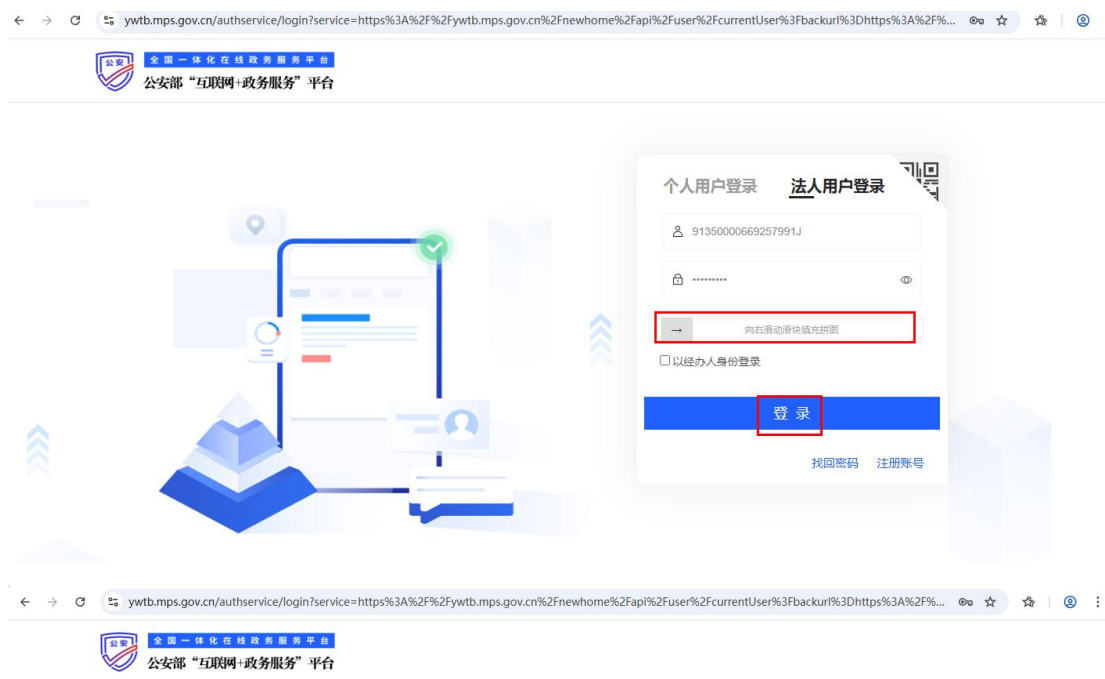 ywtb.mps.gov.cn/authservice/login?service=https%3A%2F%2Fywtb.mps.gov.cn%2Fnewhome%2Fapi%2Fuser%2FcurrentUser%3Fbackurl%3Dhttps%3A%2F%...
公安
全国一体化在线政务服务平台
公安部“互联网+政务服务”平台
个人用户登录 法人用户登录
91350000669257991J
·········
→ 向右滑动滑块填充拼图
以经办人身份登录
登 录
找回密码 注册账号
ywtb.mps.gov.cn/authservice/login?service=https%3A%2F%2Fywtb.mps.gov.cn%2Fnewhome%2Fapi%2Fuser%2FcurrentUser%3Fbackurl%3Dhttps%3A%2F%...
公安
全国一体化在线政务服务平台
公安部“互联网+政务服务”平台